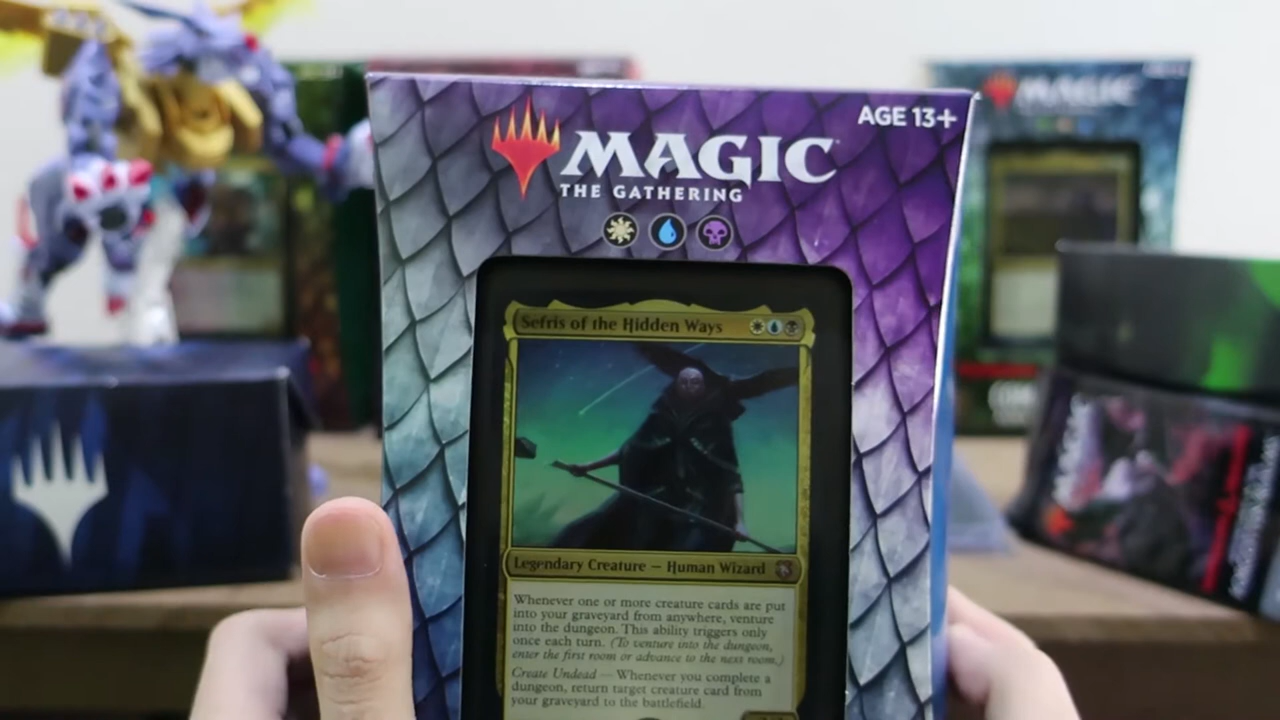 AGE 13+
MAGIC
THE GATHERING
Sefris of the Hidden Ways
Legendary Creature — Human Wizard
Whenever one or more creature cards are put
into your graveyard from anywhere, venture
into the dungeon. This ability triggers only
once each turn. (To venture into the dungeon,
enter the first room or advance to the next room.)
Create Undead — Whenever you complete a
dungeon, return target creature card from
your graveyard to the battlefield.
MAGIC
MAGIC